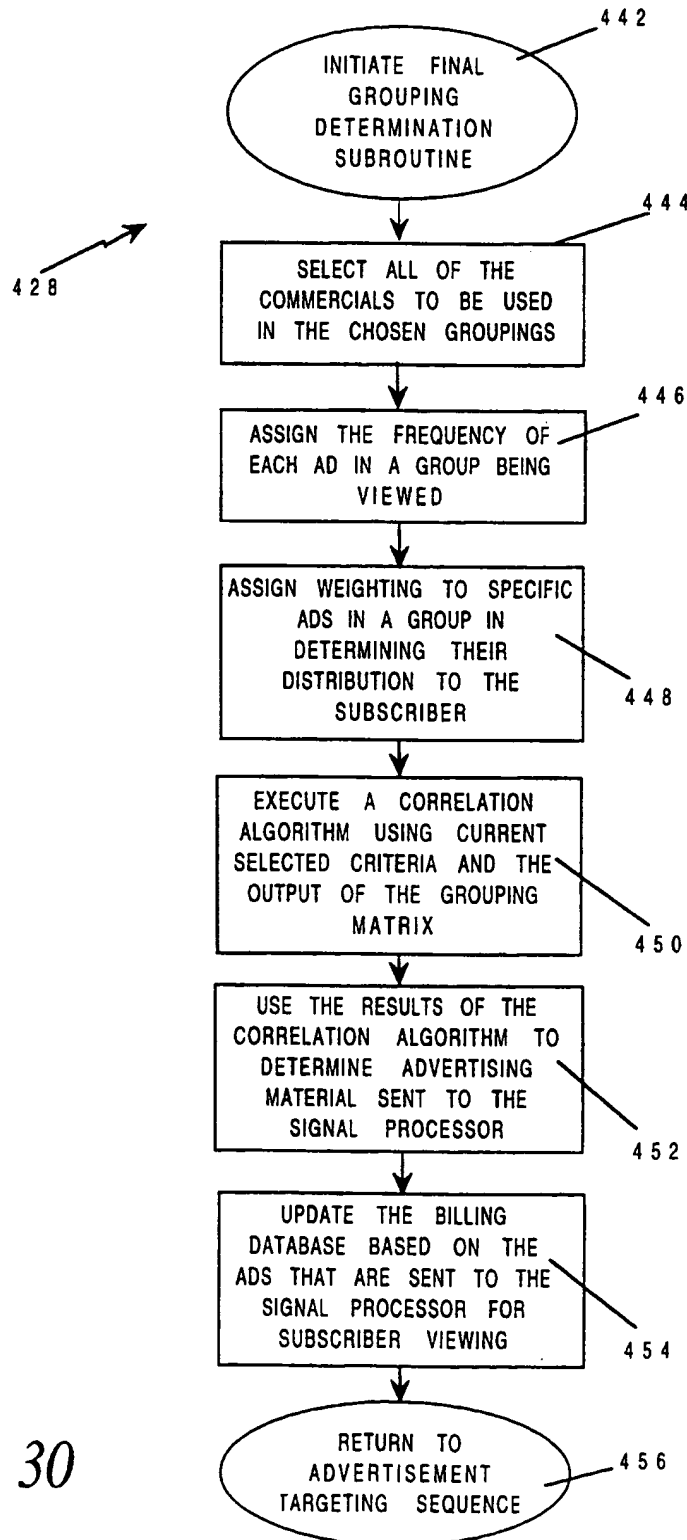 442
INITIATE FINAL
GROUPING
DETERMINATION
SUBROUTINE
428
444
SELECT ALL OF THE
COMMERCIALS TO BE USED
IN THE CHOSEN GROUPINGS
446
ASSIGN THE FREQUENCY OF
EACH AD IN A GROUP BEING
VIEWED
ASSIGN WEIGHTING TO SPECIFIC
ADS IN A GROUP IN
DETERMINING THEIR
DISTRIBUTION TO THE
SUBSCRIBER
448
EXECUTE A CORRELATION
ALGORITHM USING CURRENT
SELECTED CRITERIA AND THE
OUTPUT OF THE GROUPING
MATRIX
450
USE THE RESULTS OF THE
CORRELATION ALGORITHM TO
DETERMINE ADVERTISING
MATERIAL SENT TO THE
SIGNAL PROCESSOR
452
UPDATE THE BILLING
DATABASE BASED ON THE
ADS THAT ARE SENT TO THE
SIGNAL PROCESSOR FOR
SUBSCRIBER VIEWING
454
RETURN TO
ADVERTISEMENT
TARGETING SEQUENCE
456
30